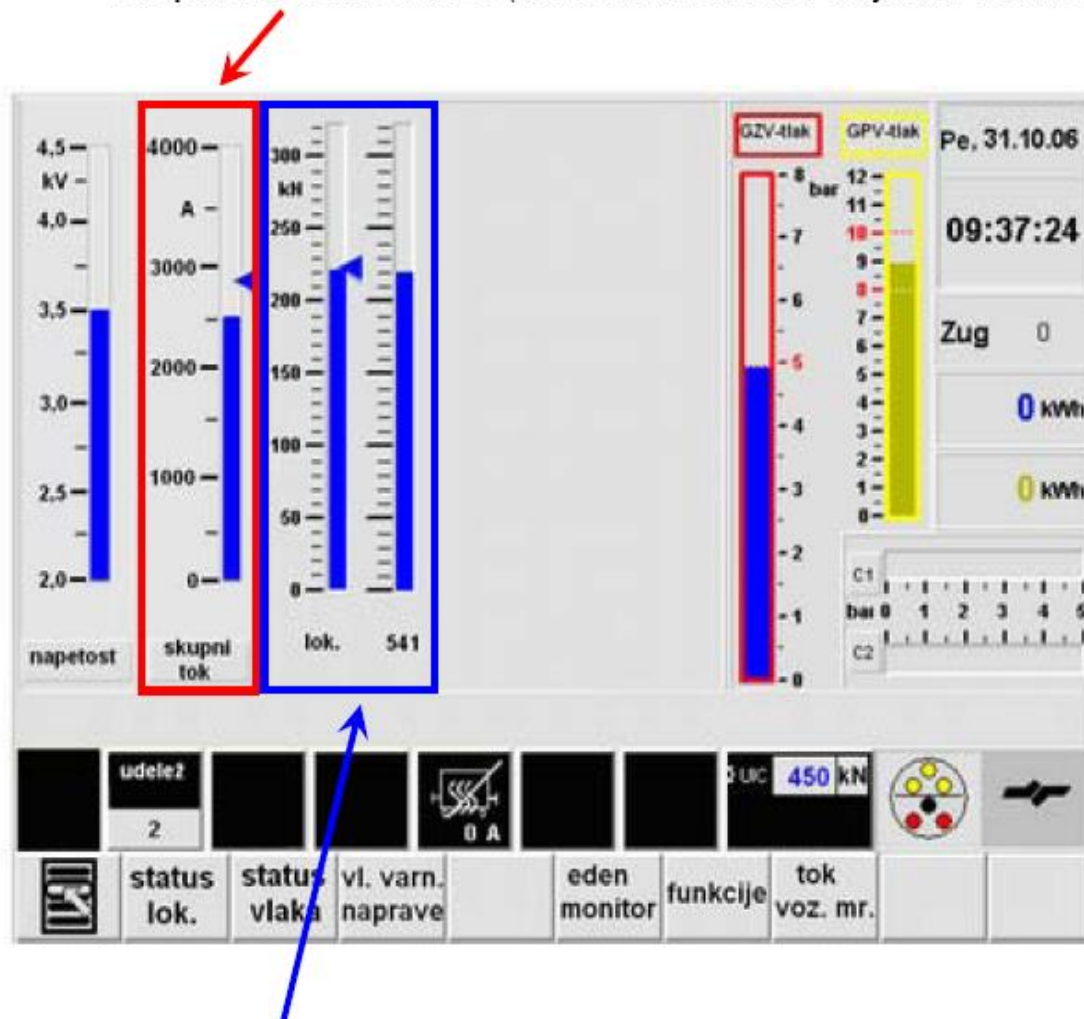 4,5
kV
4,0
3,5
3,0
2,5
2,0
napetost
4000
A
3000
2000
1000
0
skupni
tok
300
kN
250
200
150
100
50
0
lok. 541
GZV-tlak
8
bar
7
6
5
4
3
2
1
0
GPV-tlak
12
11
10
9
8
7
6
5
4
3
2
1
0
Pe, 31.10.06
09:37:24
Zug 0
0 kWh
0 kWh
C1
bar 0 1 2 3 4 5
C2
udelež
2
0 A
UIC 450 kN
status
lok.
status
vlaka
vl. varn.
naprave
eden
monitor
funkcije
tok
voz. mr.